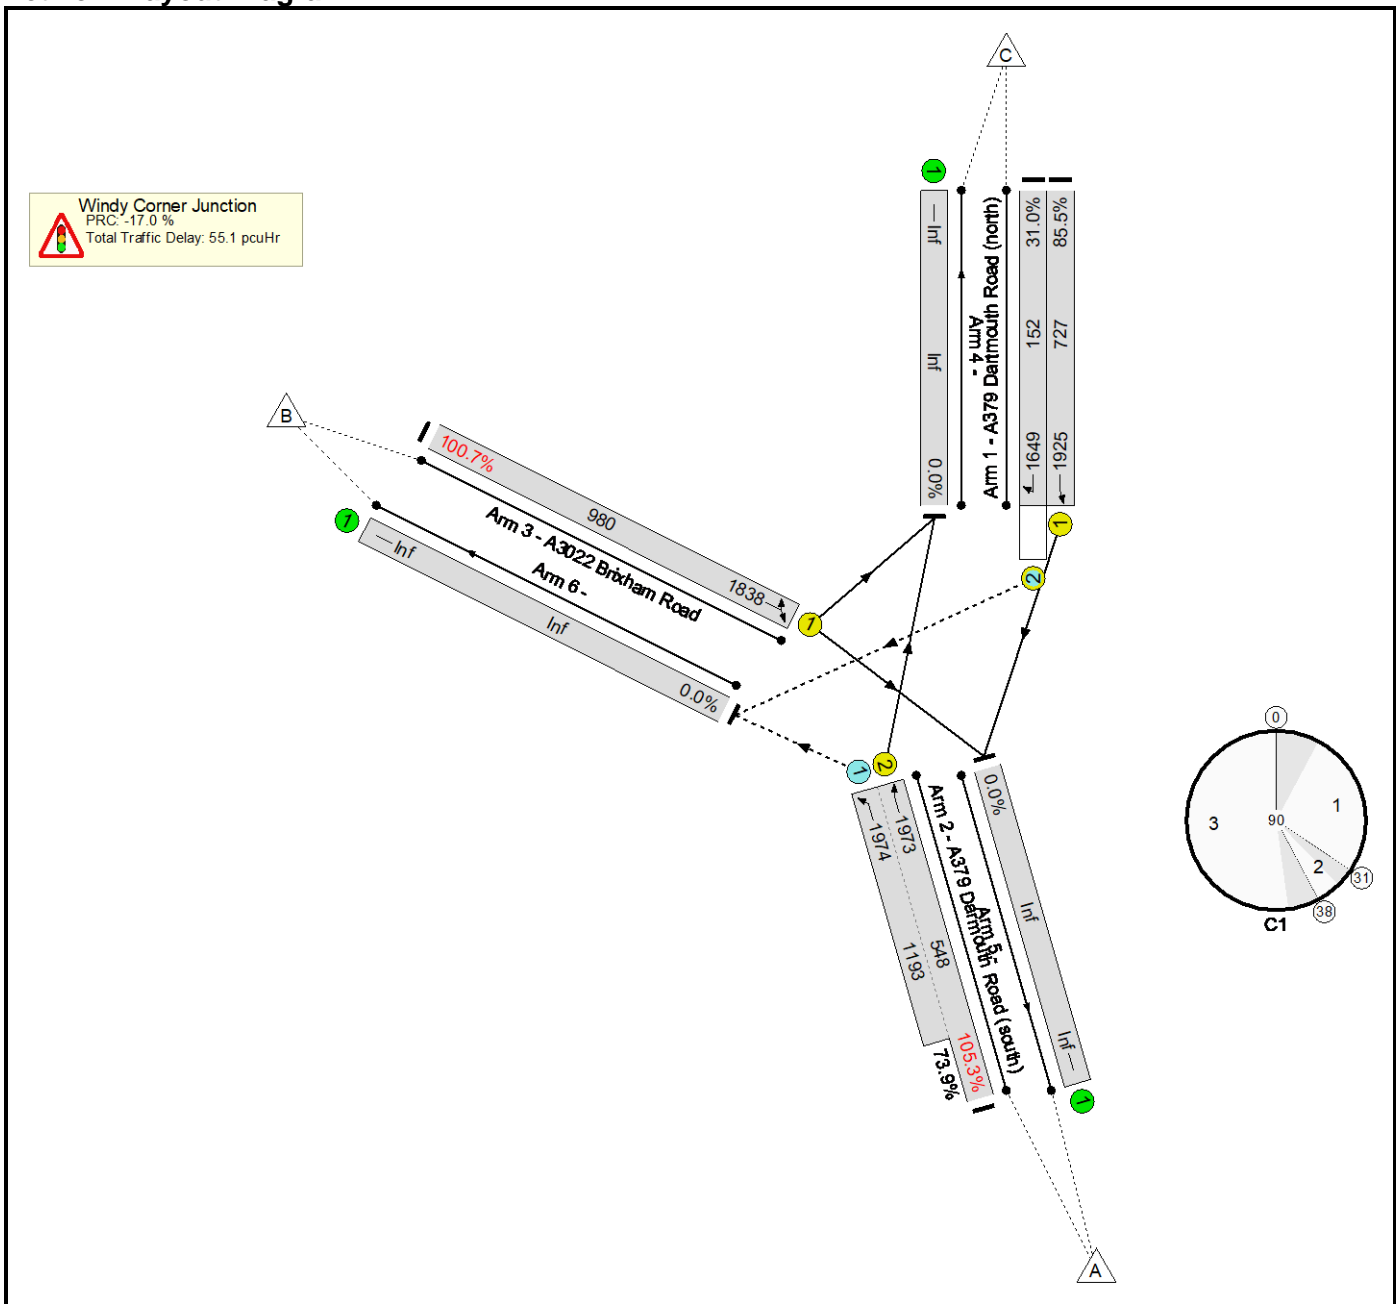 Windy Corner Junction
PRC: -17.0 %
Total Traffic Delay: 55.1 pcuHr
C
1
Inf
Inf
0.0%
Arm 4 -
Arm 1 - A379 Dartmouth Road (north)
31.0%
152
1649
85.5%
727
1925
1
2
B
100.7%
980
1838
1
Arm 3 - A3022 Brixham Road
Arm 6 -
1
Inf
Inf
0.0%
1
2
1974
1193
73.9%
1973
548
105.3%
Arm 2 - A379 Darmouth Road (south)
Arm 5 -
0.0%
Inf
Inf
1
A
0
1
2
3
90
31
38
C1